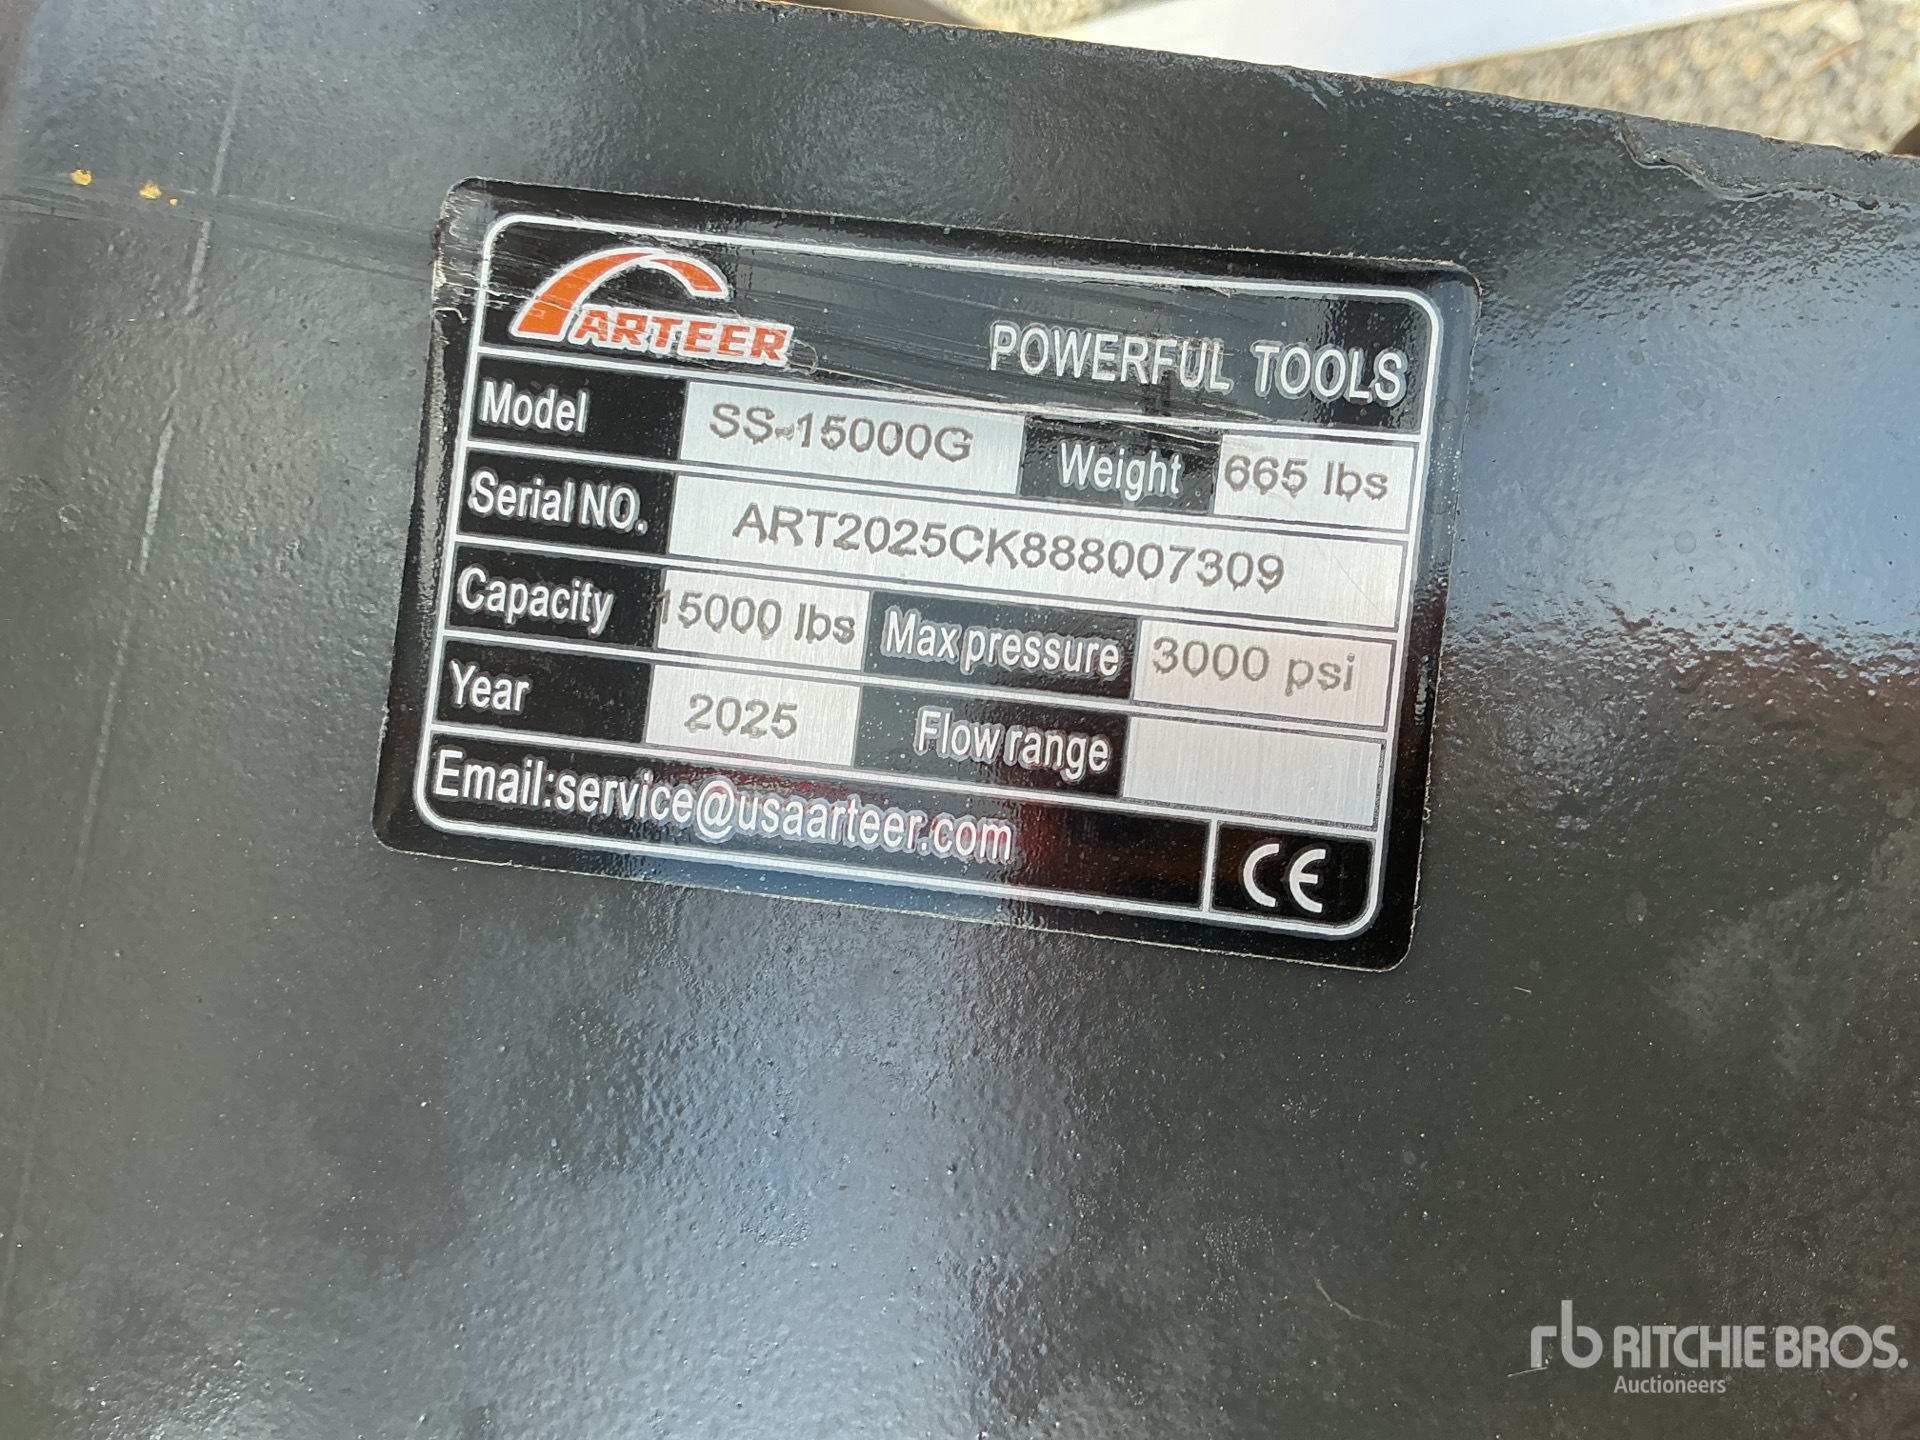 ARTEER POWERFUL TOOLS
Model SS-15000G Weight 665 lbs
Serial NO. ART2025CK888007309
Capacity 15000 lbs Max pressure 3000 psi
Year 2025 Flow range
Email:service@usaarteer.com CE
rb RITCHIE BROS.
Auctioneers